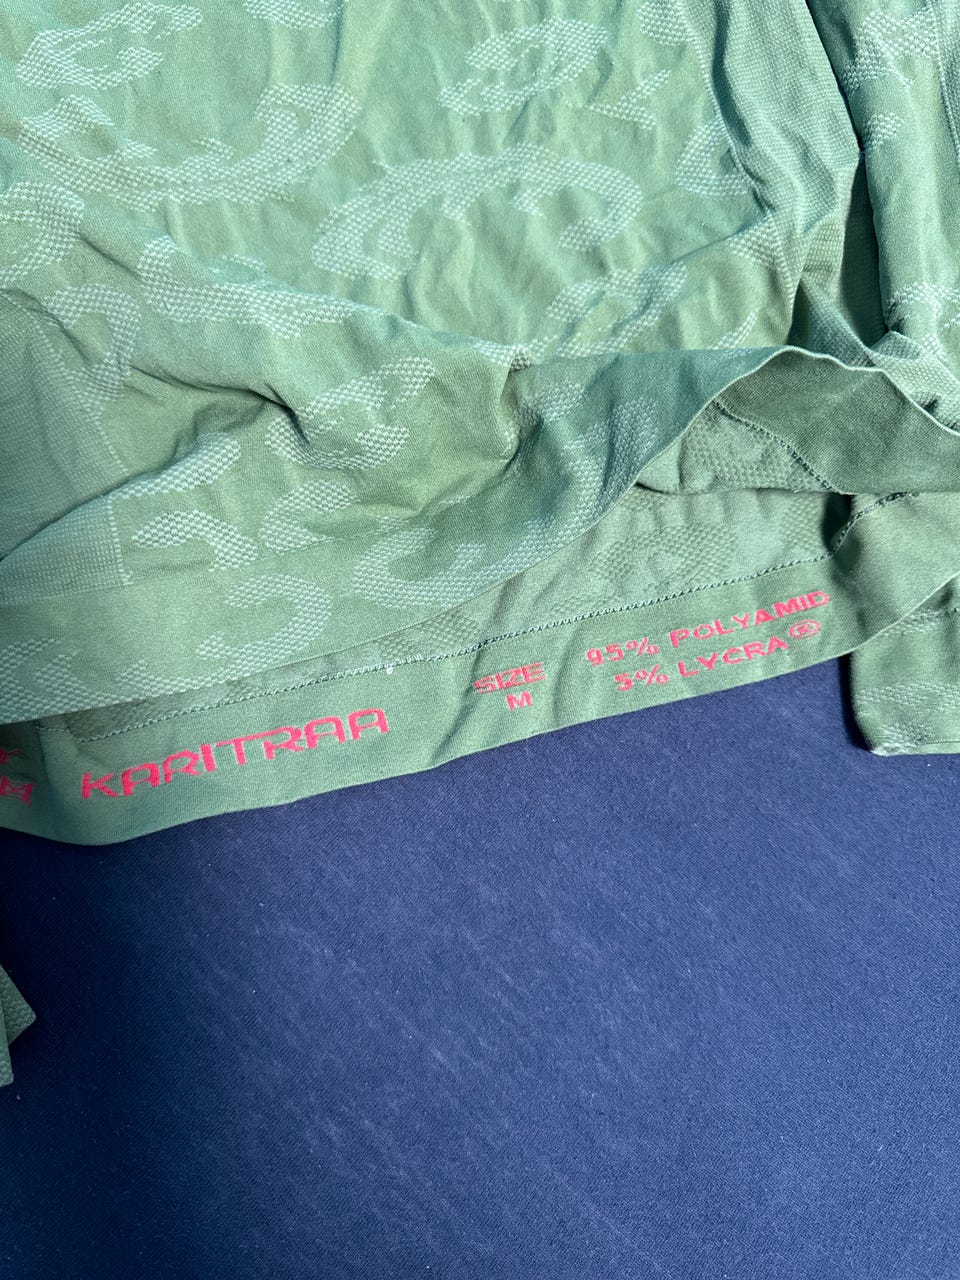 KARITRAA
SIZE
M
95% POLYAMID
5% LYCRA®